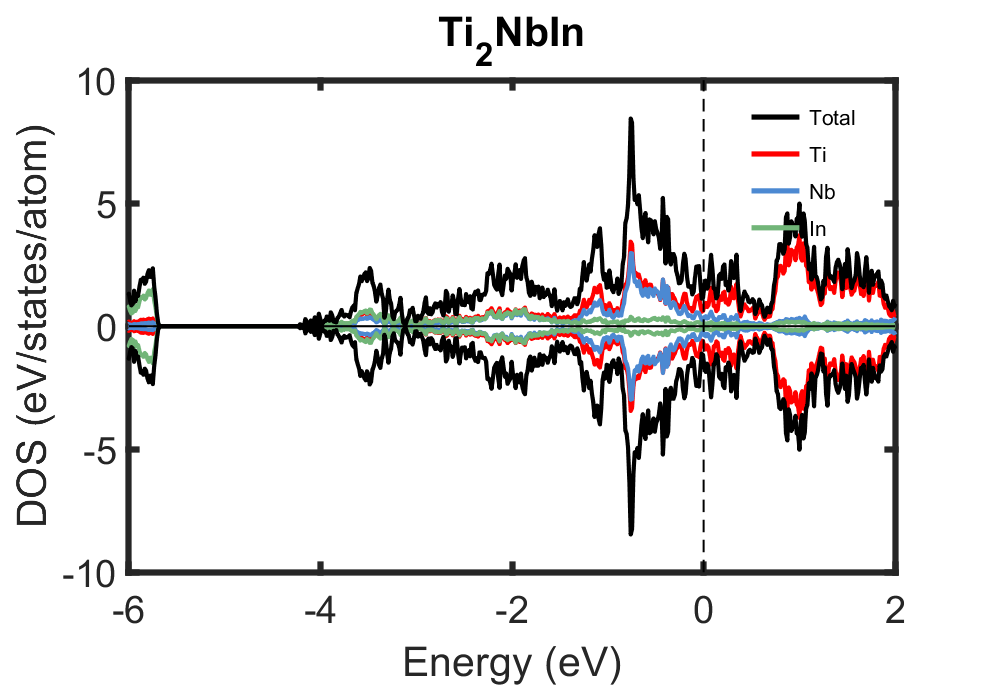 Ti₂NbIn
10
5
0
-5
-10
DOS (eV/states/atom)
Total
Ti
Nb
In
-6
-4
-2
0
2
Energy (eV)